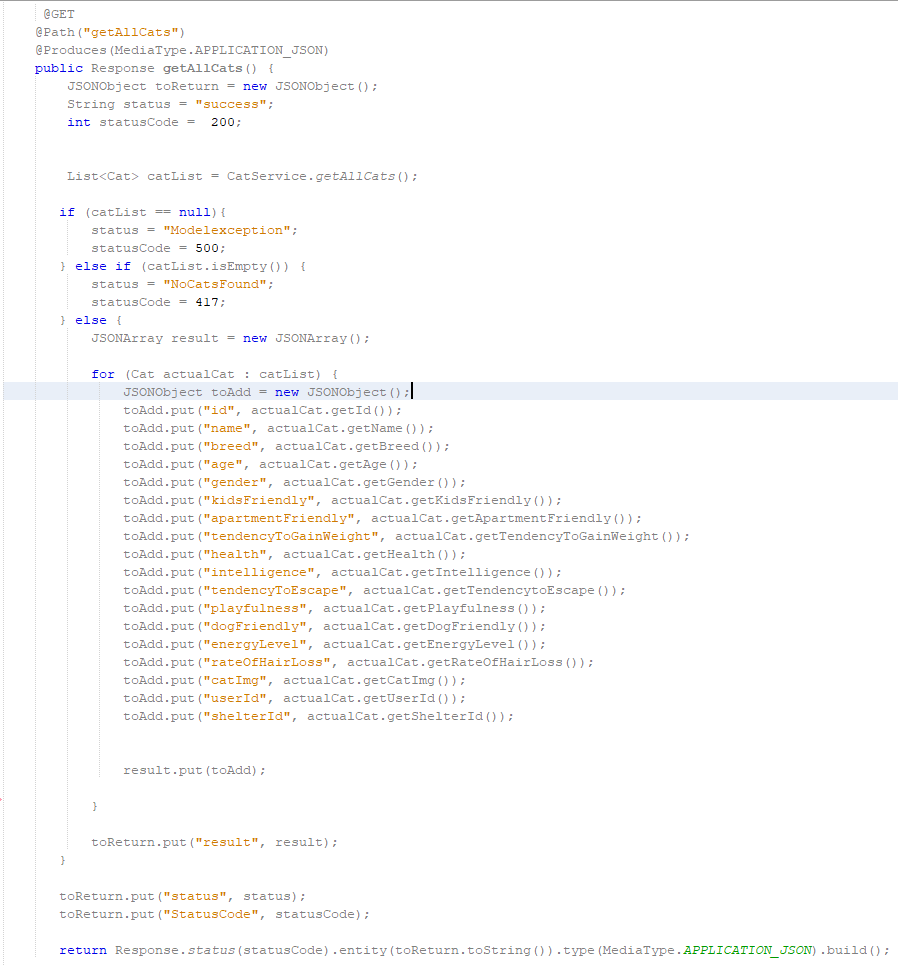 @GET
@Path("getAllCats")
@Produces(MediaType.APPLICATION_JSON)
public Response getAllCats() {
JSONObject toReturn = new JSONObject();
String status = "success";
int statusCode =  200;
List<Cat> catList = CatService.getAllCats();
if (catList == null){
status = "Modelexception";
statusCode = 500;
} else if (catList.isEmpty()) {
status = "NoCatsFound";
statusCode = 417;
} else {
JSONArray result = new JSONArray();
for (Cat actualCat : catList) {
JSONObject toAdd = new JSONObject();
toAdd.put("id", actualCat.getId());
toAdd.put("name", actualCat.getName());
toAdd.put("breed", actualCat.getBreed());
toAdd.put("age", actualCat.getAge());
toAdd.put("gender", actualCat.getGender());
toAdd.put("kidsFriendly", actualCat.getKidsFriendly());
toAdd.put("apartmentFriendly", actualCat.getApartmentFriendly());
toAdd.put("tendencyToGainWeight", actualCat.getTendencyToGainWeight());
toAdd.put("health", actualCat.getHealth());
toAdd.put("intelligence", actualCat.getIntelligence());
toAdd.put("tendencyToEscape", actualCat.getTendencytoEscape());
toAdd.put("playfulness", actualCat.getPlayfulness());
toAdd.put("dogFriendly", actualCat.getDogFriendly());
toAdd.put("energyLevel", actualCat.getEnergyLevel());
toAdd.put("rateOfHairLoss", actualCat.getRateOfHairLoss());
toAdd.put("catImg", actualCat.getCatImg());
toAdd.put("userId", actualCat.getUserId());
toAdd.put("shelterId", actualCat.getShelterId());
result.put(toAdd);
}
toReturn.put("result", result);
}
toReturn.put("status", status);
toReturn.put("StatusCode", statusCode);
return Response.status(statusCode).entity(toReturn.toString()).type(MediaType.APPLICATION_JSON).build();